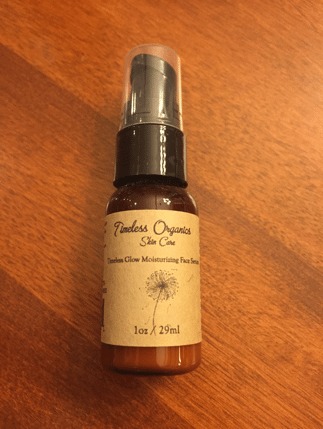 Timeless Organics
Skin Care
Timeless Glow Moisturizing Face Serum
1oz / 29ml